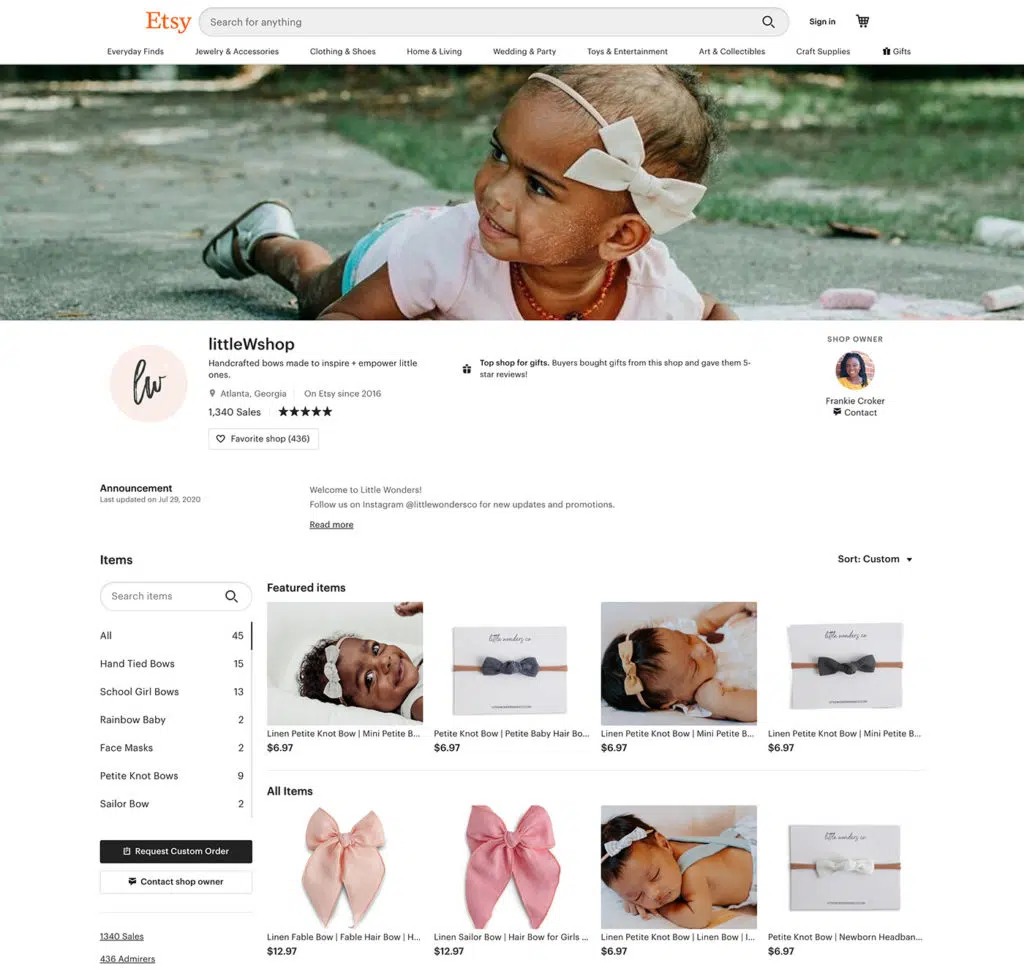 Etsy
Search for anything
Sign in
Everyday Finds
Jewelry & Accessories
Clothing & Shoes
Home & Living
Wedding & Party
Toys & Entertainment
Art & Collectibles
Craft Supplies
Gifts
lw
littleWshop
Handcrafted bows made to inspire + empower little
ones.
Atlanta, Georgia
On Etsy since 2016
1,340 Sales
Favorite shop (436)
Top shop for gifts. Buyers bought gifts from this shop and gave them 5-
star reviews!
SHOP OWNER
Frankie Croker
Contact
Announcement
Last updated on Jul 29, 2020
Welcome to Little Wonders!
Follow us on Instagram @littlewondersco for new updates and promotions.
Read more
Items
Sort: Custom
Search items
All 45
Hand Tied Bows 15
School Girl Bows 13
Rainbow Baby 2
Face Masks 2
Petite Knot Bows 9
Sailor Bow 2
Request Custom Order
Contact shop owner
1340 Sales
436 Admirers
Featured items
little wonders co
little wonders co
Linen Petite Knot Bow | Mini Petite B...
$6.97
Petite Knot Bow | Petite Baby Hair Bo...
$6.97
Linen Petite Knot Bow | Mini Petite B...
$6.97
Linen Petite Knot Bow | Mini Petite B...
$6.97
All Items
little wonders co
Linen Fable Bow | Fable Hair Bow | H...
$12.97
Linen Sailor Bow | Hair Bow for Girls ...
$12.97
Linen Petite Knot Bow | Linen Bow | I...
$6.97
Petite Knot Bow | Newborn Headban...
$6.97